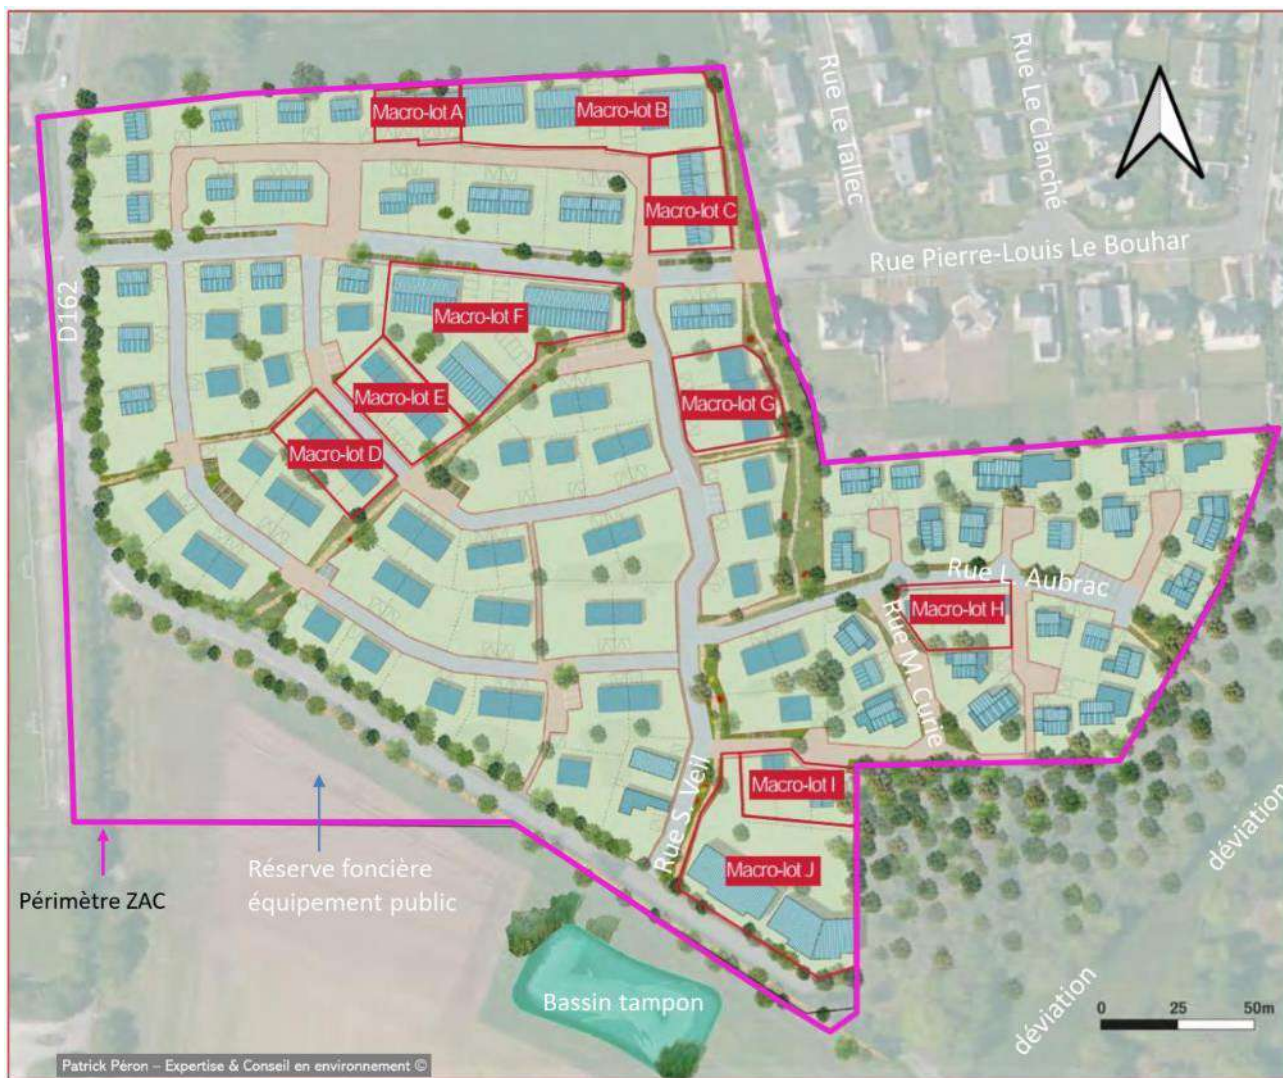 Rue Le Tallec
Rue Le Clanché
Macro-lot A
Macro-lot B
Macro-lot C
Rue Pierre-Louis Le Bouhar
D162
Macro-lot F
Macro-lot E
Macro-lot G
Macro-lot D
Rue L. Aubrac
Macro-lot H
Rue M. Curie
Macro-lot I
Rue S. Veil
Macro-lot J
déviation
Réserve foncière
équipement public
Périmètre ZAC
Bassin tampon
déviation
0 25 50m
Patrick Péron – Expertise & Conseil en environnement ©